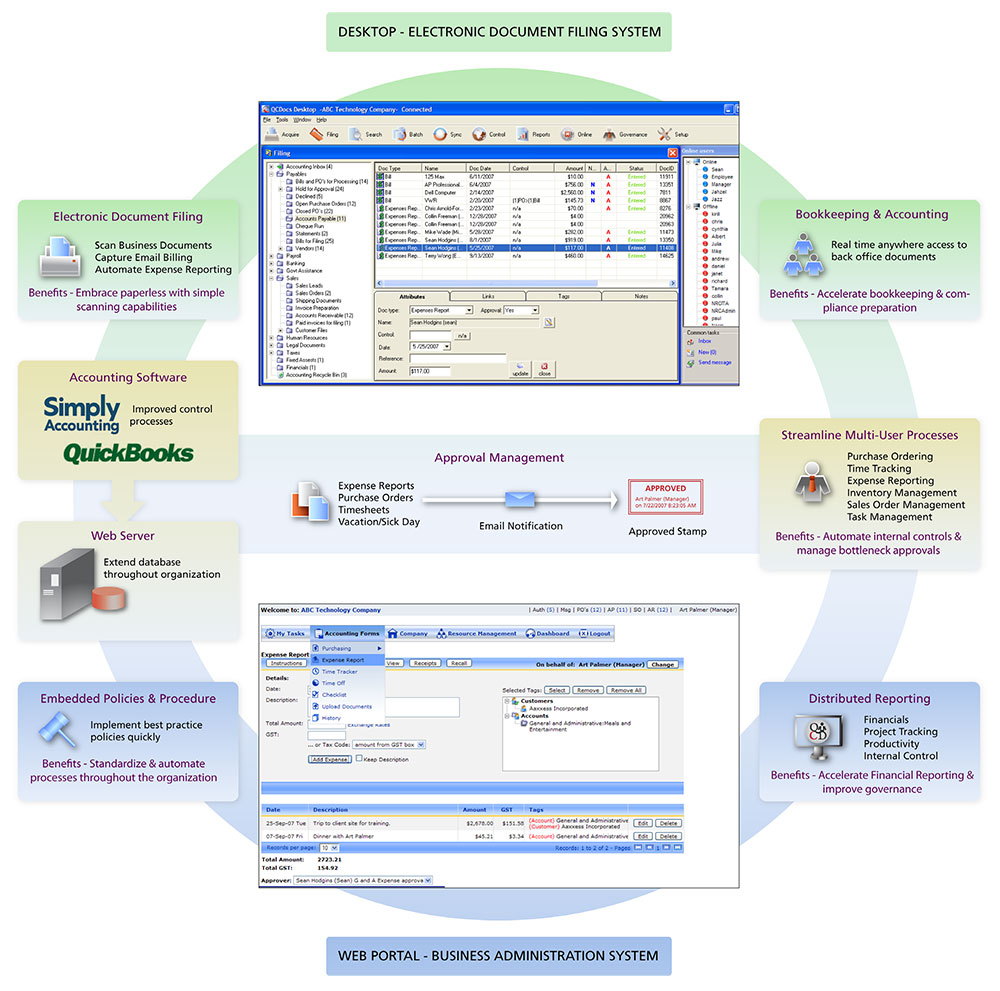 DESKTOP - ELECTRONIC DOCUMENT FILING SYSTEM
QCDocs Desktop -ABC Technology Company- Connected
File Tools Window Help
Acquire Filing Search Batch Sync Control Reports Online Governance Setup
Filing
Accounting Inbox (4)
Payables
Bills and PO's for Processing (14)
Hold for Approval (24)
Declined (5)
Open Purchase Orders (12)
Closed PO's (22)
Accounts Payable (11)
Cheque Run
Statements (2)
Bills for Filing (25)
Vendors (14)
Payroll
Banking
Govt Assistance
Sales
Sales Leads
Sales Orders (2)
Shipping Documents
Invoice Preparation
Accounts Receivable (12)
Paid invoices for filing (1)
Customer Files
Human Resources
Legal Documents
Taxes
Fixed Assests (1)
Financials (1)
Accounting Recycle Bin (3)
Doc Type Name Doc Date Control Amount N... A... Status DocID
Bill 125 Max 6/11/2007 $10.00 A Entered 11911
Bill AP Professional... 6/4/2007 $756.00 N A Entered 13351
Bill Dell Computer 2/14/2007 $2,560.00 N A Entered 7811
Bill VWR 2/20/2007 (1)PO:(1)Bill $145.73 N A Entered 8867
Expenses Rep... Chris Arnold-For... 2/23/2007 n/a $70.00 A Entered 8276
Expenses Rep... Colin Freeman (... 12/20/2007 n/a $4.00 20962
Expenses Rep... Colin Freeman (... 12/20/2007 n/a $4.00 20963
Expenses Rep... Mike Wade (Mi... 5/28/2007 n/a $282.00 A Entered 11473
Expenses Rep... Sean Hodgins (... 8/1/2007 n/a $919.00 A Entered 13350
Expenses Rep... Sean Hodgins (... 5/25/2007 n/a $117.00 A Entered 11408
Expenses Rep... Terry Wong (E... 9/13/2007 n/a $460.00 A Entered 14625
Attributes Links Tags Notes
Doc type: Expenses Report Approval: Yes
Name: Sean Hodgins (sean)
Control: n/a
Date: 5 /25/2007
Reference:
Amount: $117.00
update close
Online users
Online
Sean
Employee
Manager
Jahzel
Jazz
Offline
kirill
chris
cynthia
Albert
Julia
Mike
andrew
daniel
janet
richard
Tamara
colin
NROTA
NRCAdmin
paul
Common tasks
Inbox
New (0)
Send message
Electronic Document Filing
Scan Business Documents
Capture Email Billing
Automate Expense Reporting
Benefits - Embrace paperless with simple
scanning capabilities
Bookkeeping & Accounting
Real time anywhere access to
back office documents
Benefits - Accelerate bookkeeping & com-
pliance preparation
Accounting Software
Simply
Accounting
Improved control
processes
QuickBooks
Approval Management
Expense Reports
Purchase Orders
Timesheets
Vacation/Sick Day
Email Notification
APPROVED
Art Palmer (Manager)
on 7/22/2007 8:23:05 AM
Approved Stamp
Streamline Multi-User Processes
Purchase Ordering
Time Tracking
Expense Reporting
Inventory Management
Sales Order Management
Task Management
Benefits - Automate internal controls &
manage bottleneck approvals
Web Server
Extend database
throughout organization
Welcome to: ABC Technology Company | Auth (5) | Msg | PO's (12) | AP (11) | SO | AR (12) | Art Palmer (Manager)
My Tasks Accounting Forms Company Resource Management Dashboard Logout
Purchasing
Expense Report
Time Tracker
Time Off
Checklist
Upload Documents
History
Expense Report
Instructions View Receipts Recall On behalf of: Art Palmer (Manager) Change
Details:
Date:
Description:
Total Amount: Exchange Rates
GST:
... or Tax Code: amount from GST box
Add Expense Keep Description
Selected Tags: Select Remove Remove All
Customers
Aaxxess Incorporated
Accounts
General and Administrative:Meals and
Entertainment
Date Description Amount GST Tags
25-Sep-07 Tue Trip to client site for training. $2,678.00 $151.58 (Account) General and Administrative
(Customer) Aaxxess Incorporated Edit Delete
07-Sep-07 Fri Dinner with Art Palmer $45.21 $3.34 (Account) General and Administrative Edit Delete
Records per page: 10 Records: 1 to 2 of 2 - Pages 1
Total Amount: 2723.21
Total GST: 154.92
Approver: Sean Hodgins (Sean) G and A Expense approva
Embedded Policies & Procedure
Implement best practice
policies quickly
Benefits - Standardize & automate
processes throughout the organization
Distributed Reporting
Financials
Project Tracking
Productivity
Internal Control
Benefits - Accelerate Financial Reporting &
improve governance
WEB PORTAL - BUSINESS ADMINISTRATION SYSTEM